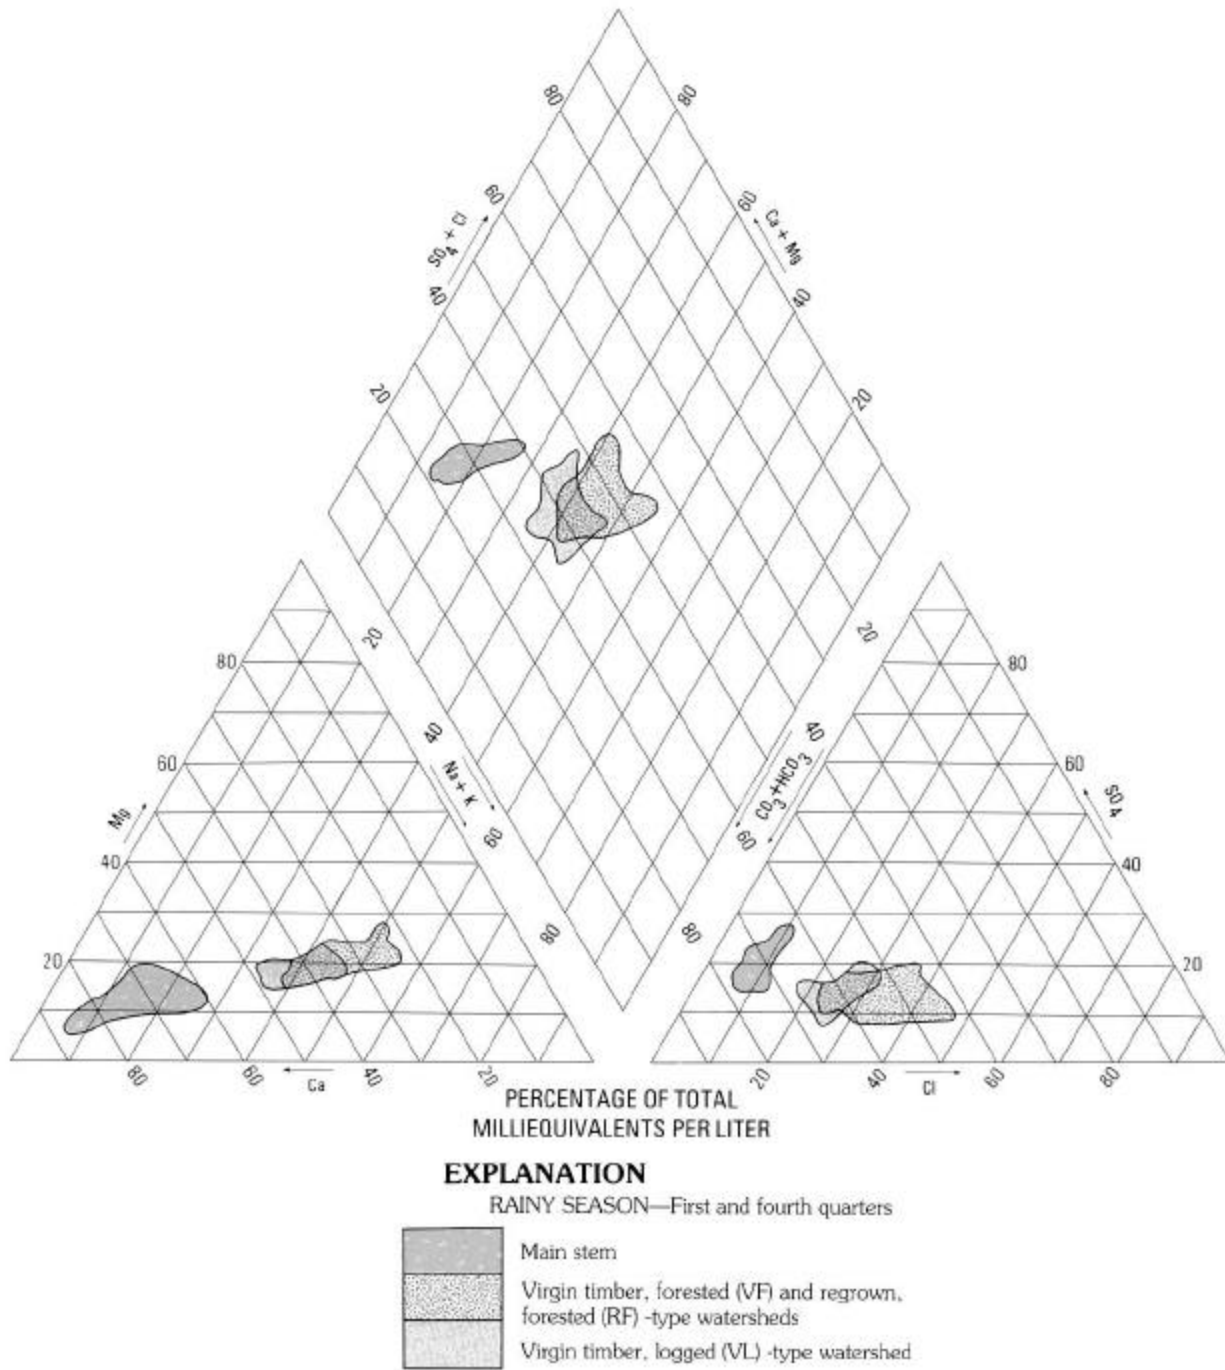 80
80
60
60
SO4 + Cl
Ca + Mg
40
40
20
20
20
20
80
80
40
40
60
60
Mg
Na + K
CO3 + HCO3
SO4
60
60
40
40
80
80
20
20
80
60
Ca
40
20
20
40
Cl
60
80
PERCENTAGE OF TOTAL
MILLIEQUIVALENTS PER LITER
EXPLANATION
RAINY SEASON—First and fourth quarters
Main stem
Virgin timber, forested (VF) and regrown,
forested (RF) -type watersheds
Virgin timber, logged (VL) -type watershed